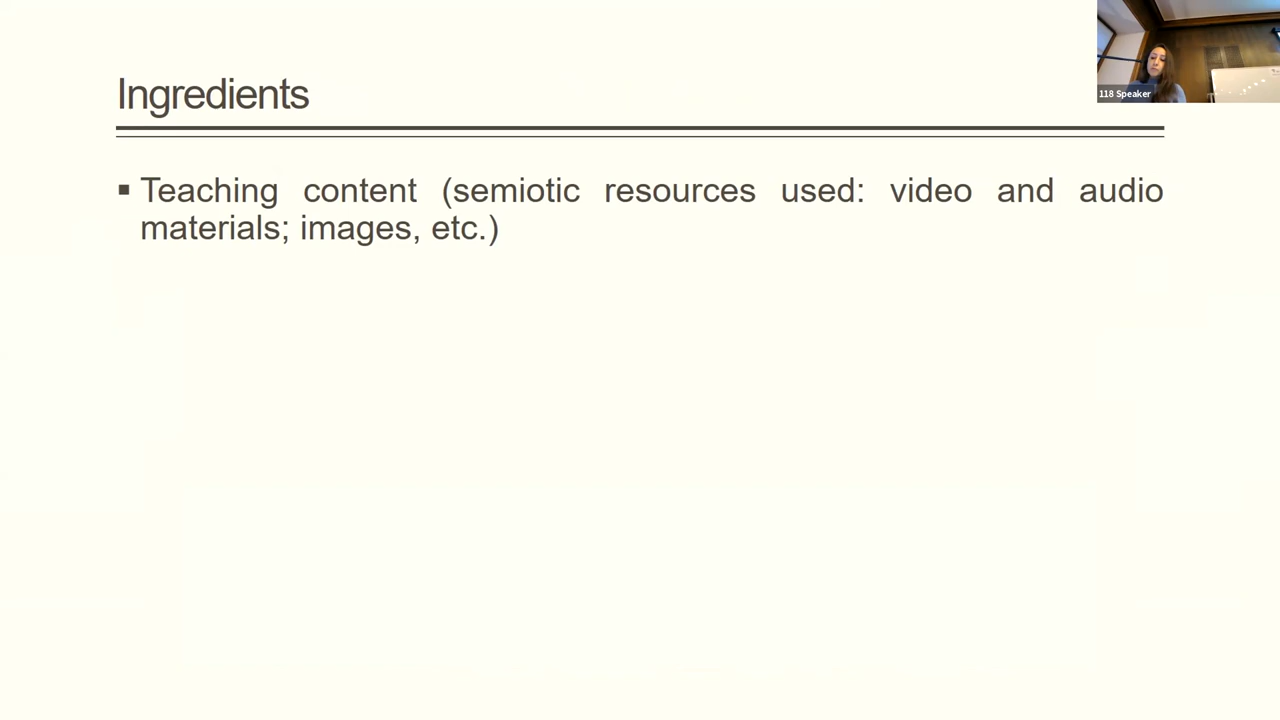 Ingredients
▪ Teaching content (semiotic resources used: video and audio
materials; images, etc.)
118 Speaker